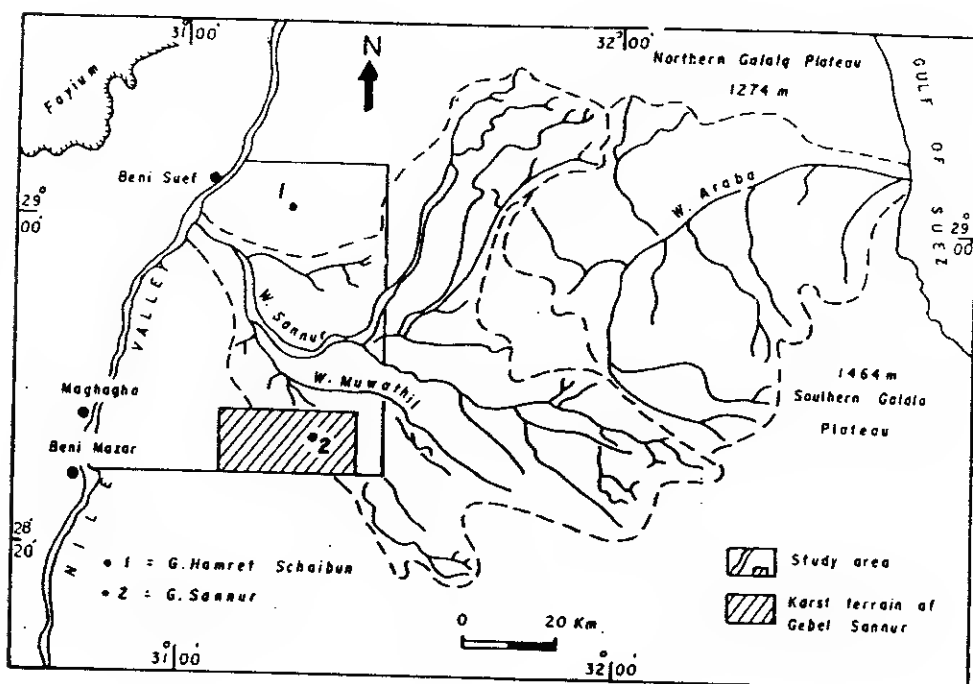 31° 00'
32° 00'
N
Fayium
Northern Galala Plateau
1274 m
GULF OF SUEZ
Beni Suef
1
29° 00'
W. Araba
29° 00'
VALLEY
W. Sannur
W. Muwathil
1464 m
Southern Galala
Plateau
Maghagha
2
Beni Mazar
28° 20'
NIL
1 = G. Hamret Schaibun
2 = G. Sannur
Study area
Karst terrain of
Gebel Sannur
0 20 Km
31° 00'
32° 00'